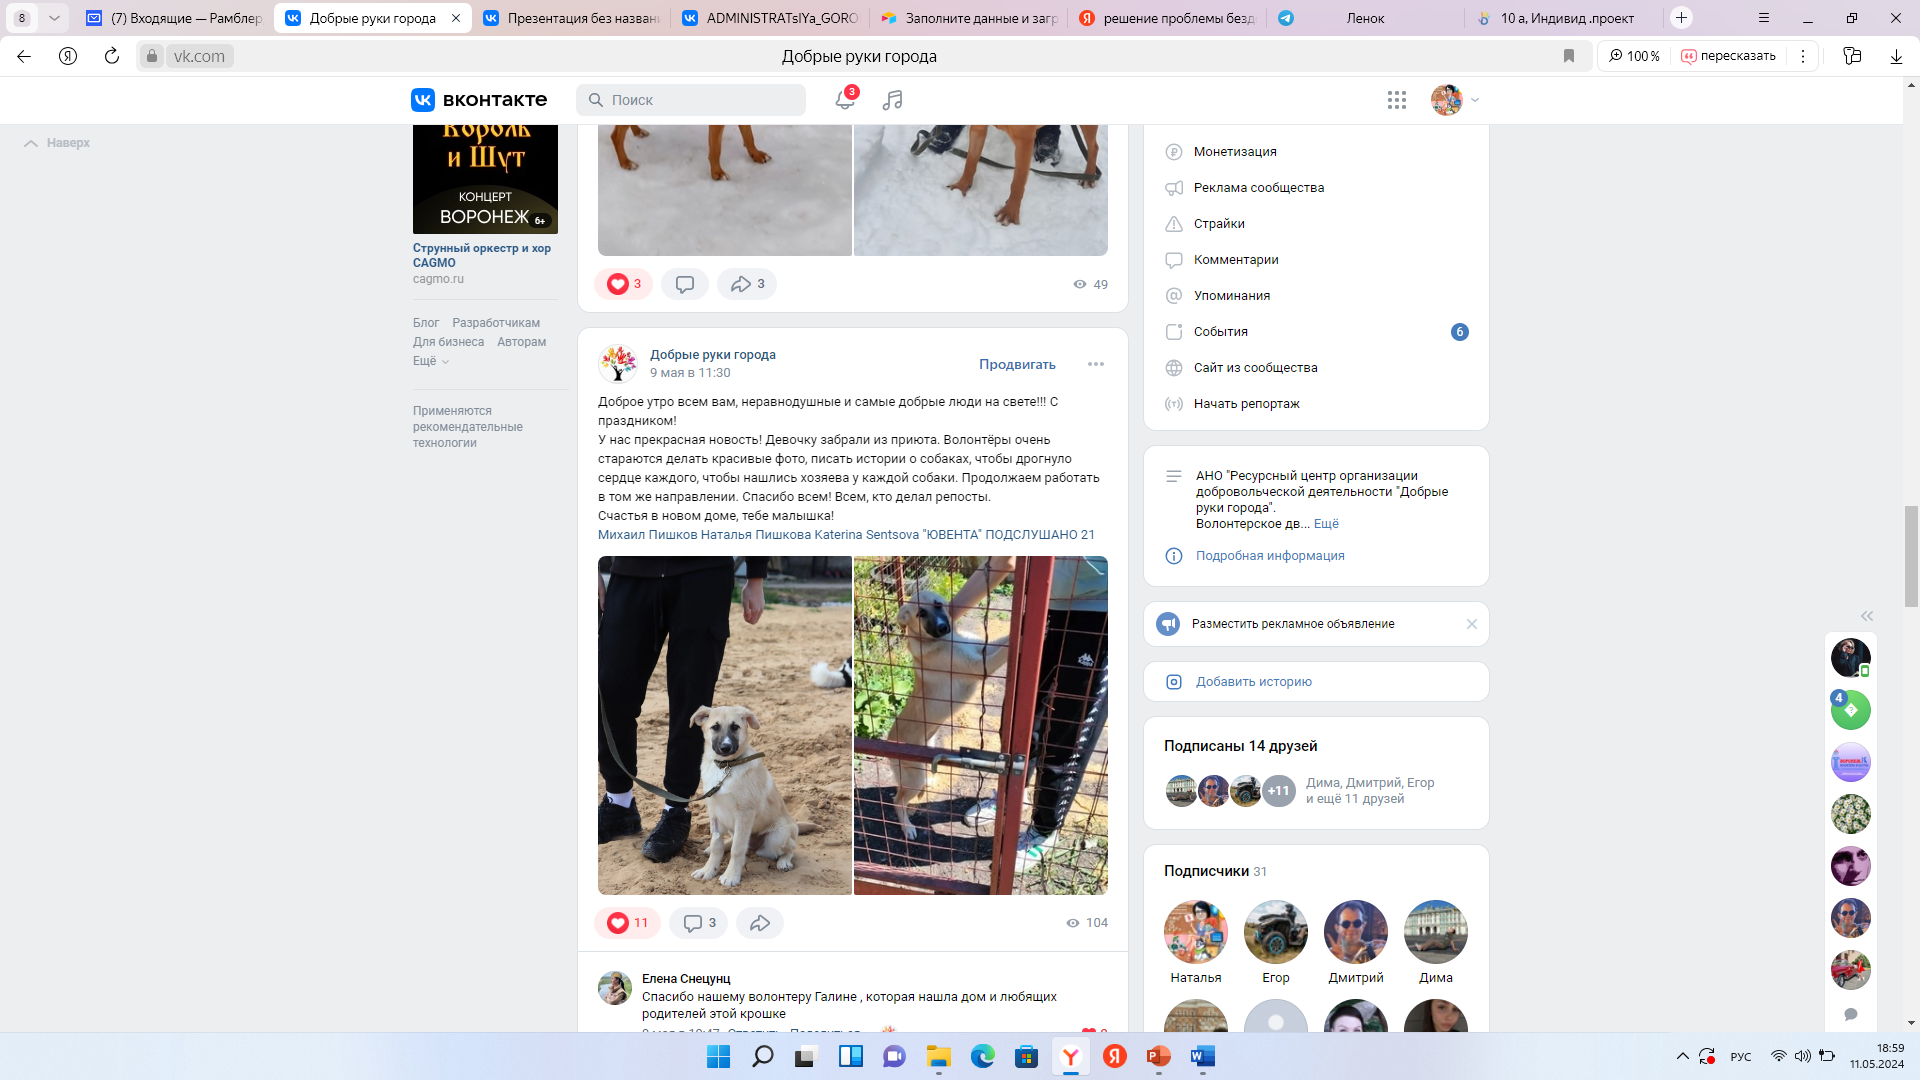 8
(7) Входящие — Рамблер
Добрые руки города
Презентация без назван
ADMINISTRATsIYa_GORO
Заполните данные и загр
решение проблемы безд
Ленок
10 а, Индивид .проект
vk.com
Добрые руки города
100 %
пересказать
вконтакте
Поиск
3
Наверх
Король
и Шут
КОНЦЕРТ
ВОРОНЕЖ 6+
Струнный оркестр и хор
CAGMO
cagmo.ru
Блог Разработчикам
Для бизнеса Авторам
Ещё
Применяются
рекомендательные
технологии
3
3
49
Добрые руки города
9 мая в 11:30
Продвигать
Доброе утро всем вам, неравнодушные и самые добрые люди на свете!!! С
праздником!
У нас прекрасная новость! Девочку забрали из приюта. Волонтёры очень
стараются делать красивые фото, писать истории о собаках, чтобы дрогнуло
сердце каждого, чтобы нашлись хозяева у каждой собаки. Продолжаем работать
в том же направлении. Спасибо всем! Всем, кто делал репосты.
Счастья в новом доме, тебе малышка!
Михаил Пишков Наталья Пишкова Katerina Sentsova "ЮВЕНТА" ПОДСЛУШАНО 21
11
3
104
Елена Снецунц
Спасибо нашему волонтеру Галине , которая нашла дом и любящих
родителей этой крошке
Монетизация
Реклама сообщества
Страйки
Комментарии
Упоминания
События
6
Сайт из сообщества
Начать репортаж
АНО "Ресурсный центр организации
добровольческой деятельности "Добрые
руки города".
Волонтерское дв... Ещё
Подробная информация
Разместить рекламное объявление
Добавить историю
Подписаны 14 друзей
+11
Дима, Дмитрий, Егор
и ещё 11 друзей
Подписчики 31
Наталья
Егор
Дмитрий
Дима
4
РУС
18:59
11.05.2024